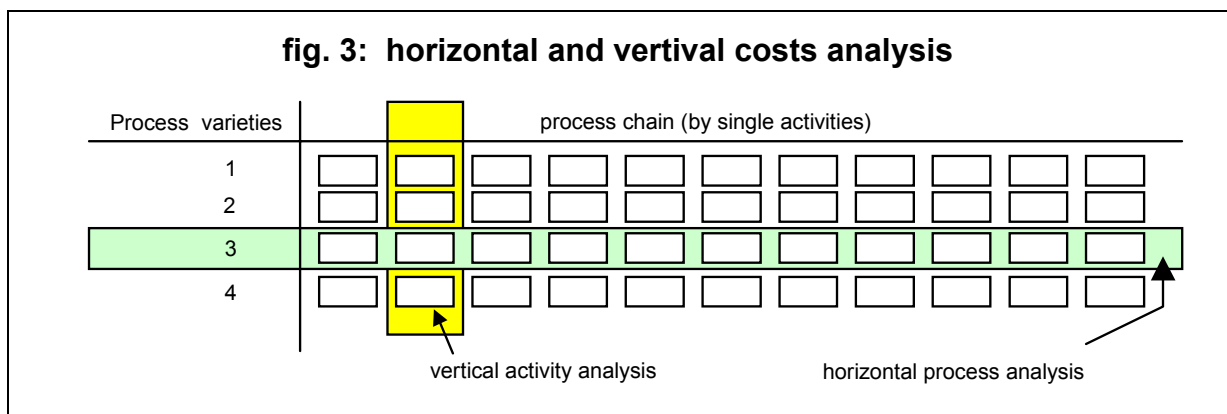 fig. 3: horizontal and vertival costs analysis
Process varieties
process chain (by single activities)
1
2
3
4
vertical activity analysis
horizontal process analysis